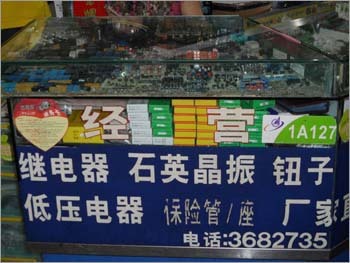 经营
1A127
继电器 石英晶振 钮子
低压电器 保险管/座 厂家直
电话:3682735